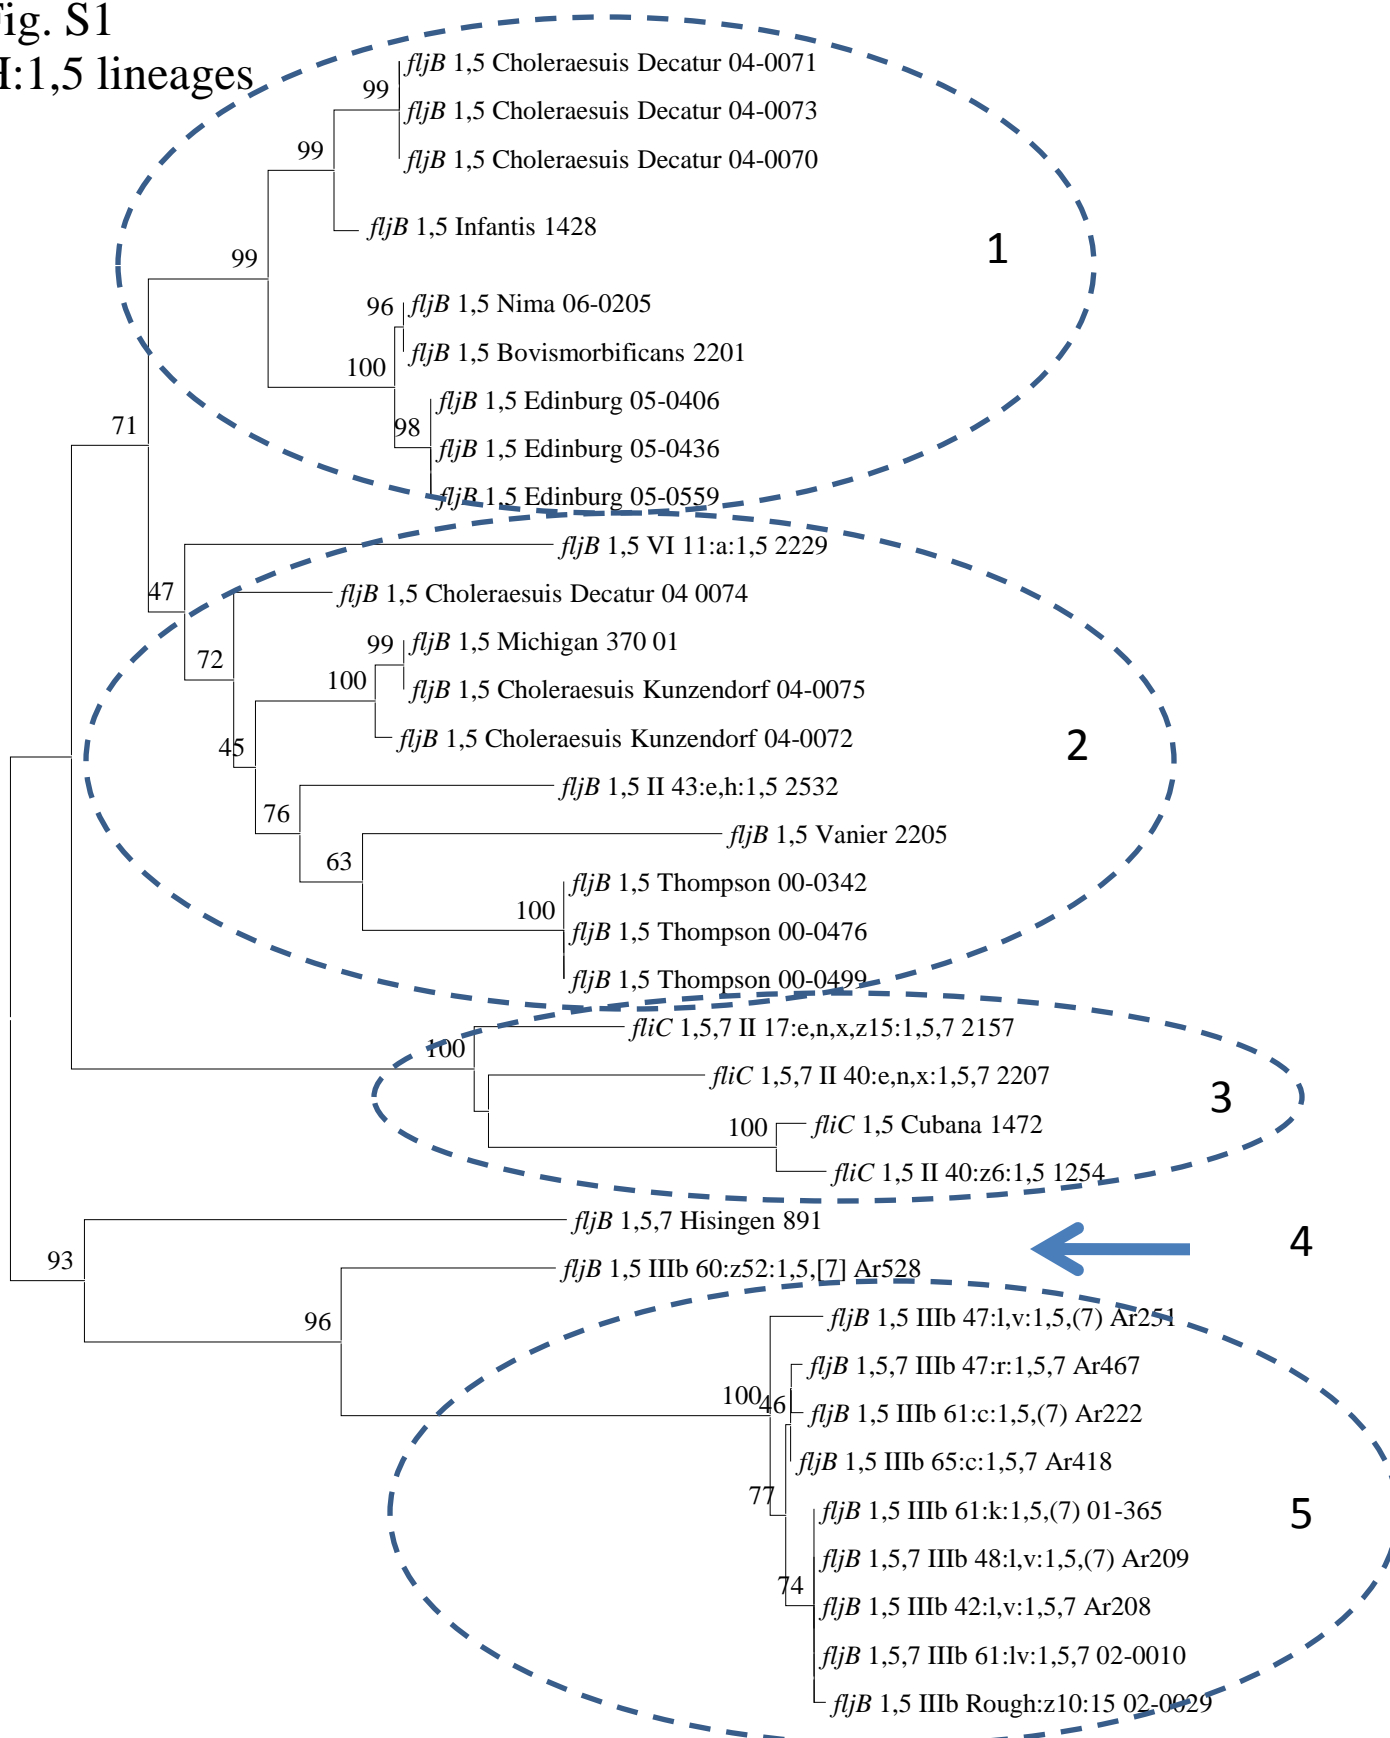 Fig. S1
H:1,5 lineages
fljB 1,5 Choleraesuis Decatur 04-0071
99
fljB 1,5 Choleraesuis Decatur 04-0073
99
fljB 1,5 Choleraesuis Decatur 04-0070
fljB 1,5 Infantis 1428
1
99
96
fljB 1,5 Nima 06-0205
fljB 1,5 Bovismorbificans 2201
100
fljB 1,5 Edinburg 05-0406
71
98
fljB 1,5 Edinburg 05-0436
fljB 1,5 Edinburg 05-0559
fljB 1,5 VI 11:a:1,5 2229
47
fljB 1,5 Choleraesuis Decatur 04 0074
99
fljB 1,5 Michigan 370 01
72
100
fljB 1,5 Choleraesuis Kunzendorf 04-0075
45
fljB 1,5 Choleraesuis Kunzendorf 04-0072
2
fljB 1,5 II 43:e,h:1,5 2532
76
fljB 1,5 Vanier 2205
63
fljB 1,5 Thompson 00-0342
100
fljB 1,5 Thompson 00-0476
fljB 1,5 Thompson 00-0499
fliC 1,5,7 II 17:e,n,x,z15:1,5,7 2157
100
fliC 1,5,7 II 40:e,n,x:1,5,7 2207
3
100
fliC 1,5 Cubana 1472
fliC 1,5 II 40:z6:1,5 1254
fljB 1,5,7 Hisingen 891
4
93
fljB 1,5 IIIb 60:z52:1,5,[7] Ar528
96
fljB 1,5 IIIb 47:l,v:1,5,(7) Ar251
fljB 1,5,7 IIIb 47:r:1,5,7 Ar467
100
46
fljB 1,5 IIIb 61:c:1,5,(7) Ar222
fljB 1,5 IIIb 65:c:1,5,7 Ar418
77
fljB 1,5 IIIb 61:k:1,5,(7) 01-365
5
fljB 1,5,7 IIIb 48:l,v:1,5,(7) Ar209
74
fljB 1,5 IIIb 42:l,v:1,5,7 Ar208
fljB 1,5,7 IIIb 61:lv:1,5,7 02-0010
fljB 1,5 IIIb Rough:z10:15 02-0029